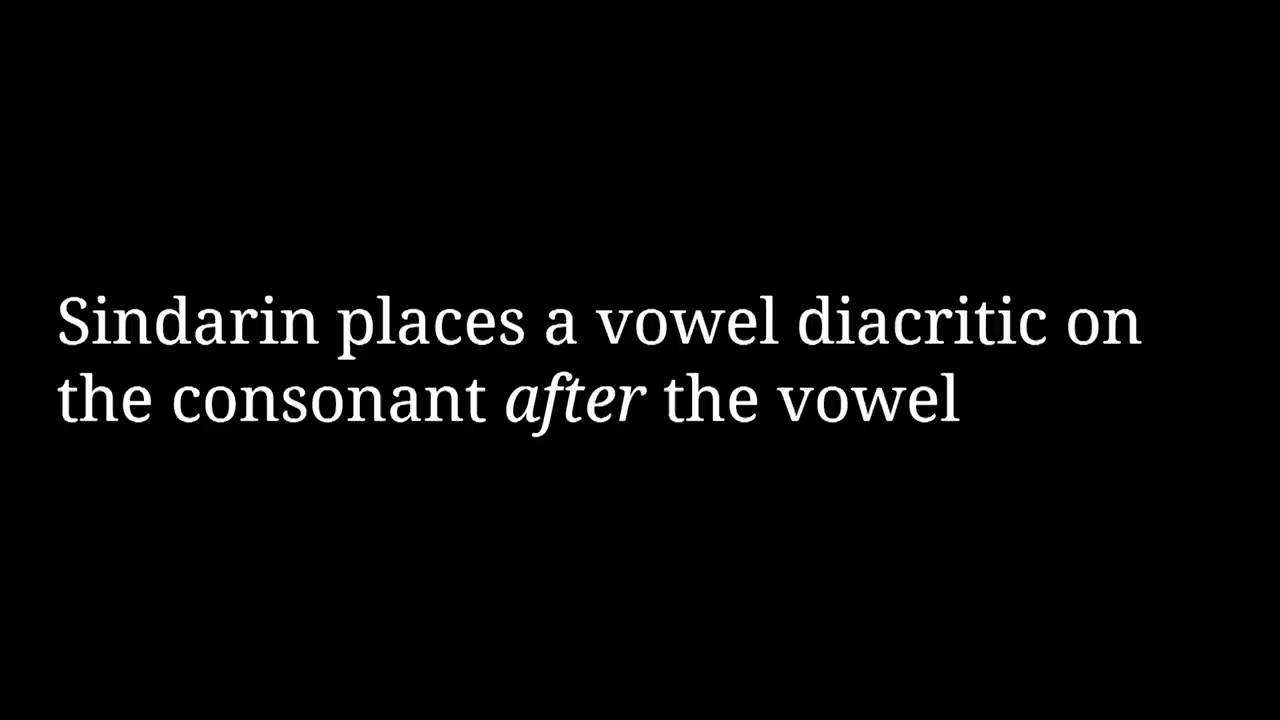 Sindarin places a vowel diacritic on
the consonant after the vowel